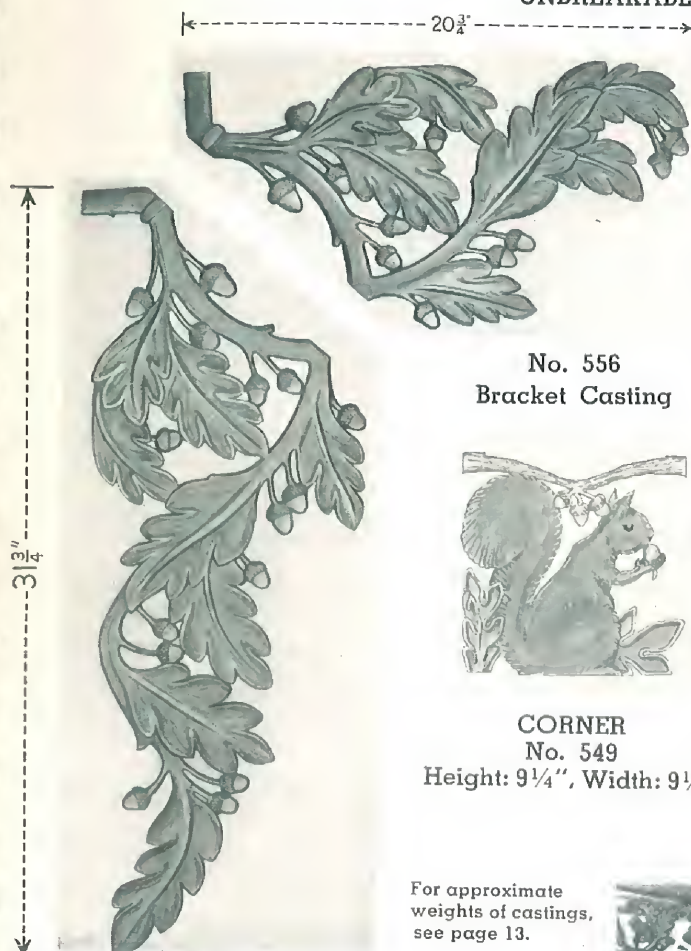 20¾"
31¾"
No. 556
Bracket Casting
CORNER
No. 549
Height: 9¼", Width:
For approximate
weights of castings,
see page 13.